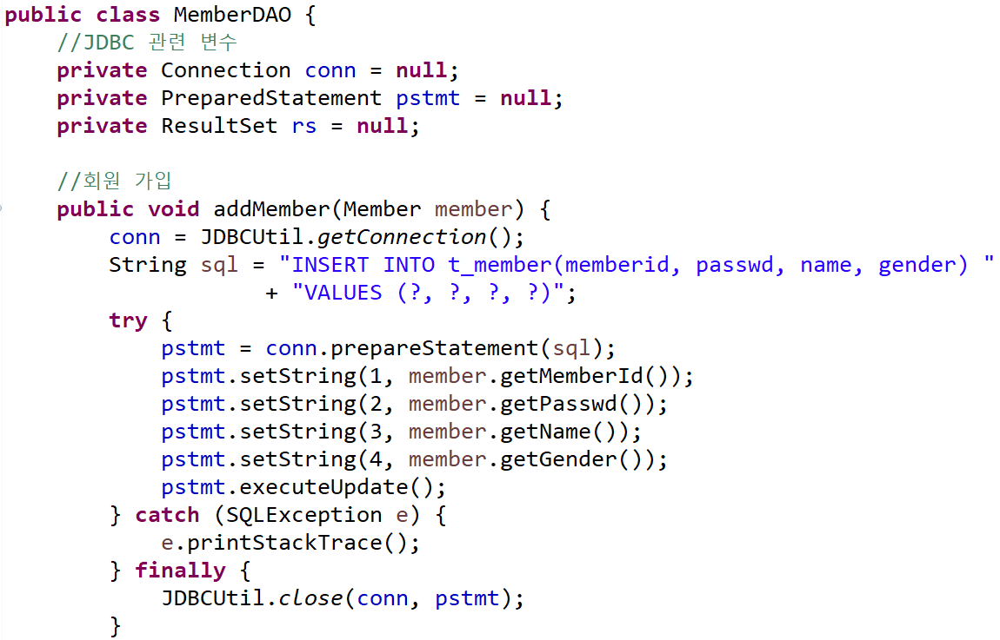 public class MemberDAO {
//JDBC 관련 변수
private Connection conn = null;
private PreparedStatement pstmt = null;
private ResultSet rs = null;
//회원 가입
public void addMember(Member member) {
conn = JDBCUtil.getConnection();
String sql = "INSERT INTO t_member(memberid, passwd, name, gender) "
+ "VALUES (?, ?, ?, ?)";
try {
pstmt = conn.prepareStatement(sql);
pstmt.setString(1, member.getMemberId());
pstmt.setString(2, member.getPasswd());
pstmt.setString(3, member.getName());
pstmt.setString(4, member.getGender());
pstmt.executeUpdate();
} catch (SQLException e) {
e.printStackTrace();
} finally {
JDBCUtil.close(conn, pstmt);
}